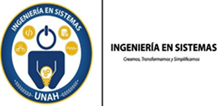 INGENIERÍA EN SISTEMAS
UNAH
INGENIERÍA EN SISTEMAS
Creamos, Transformamos y Simplificamos